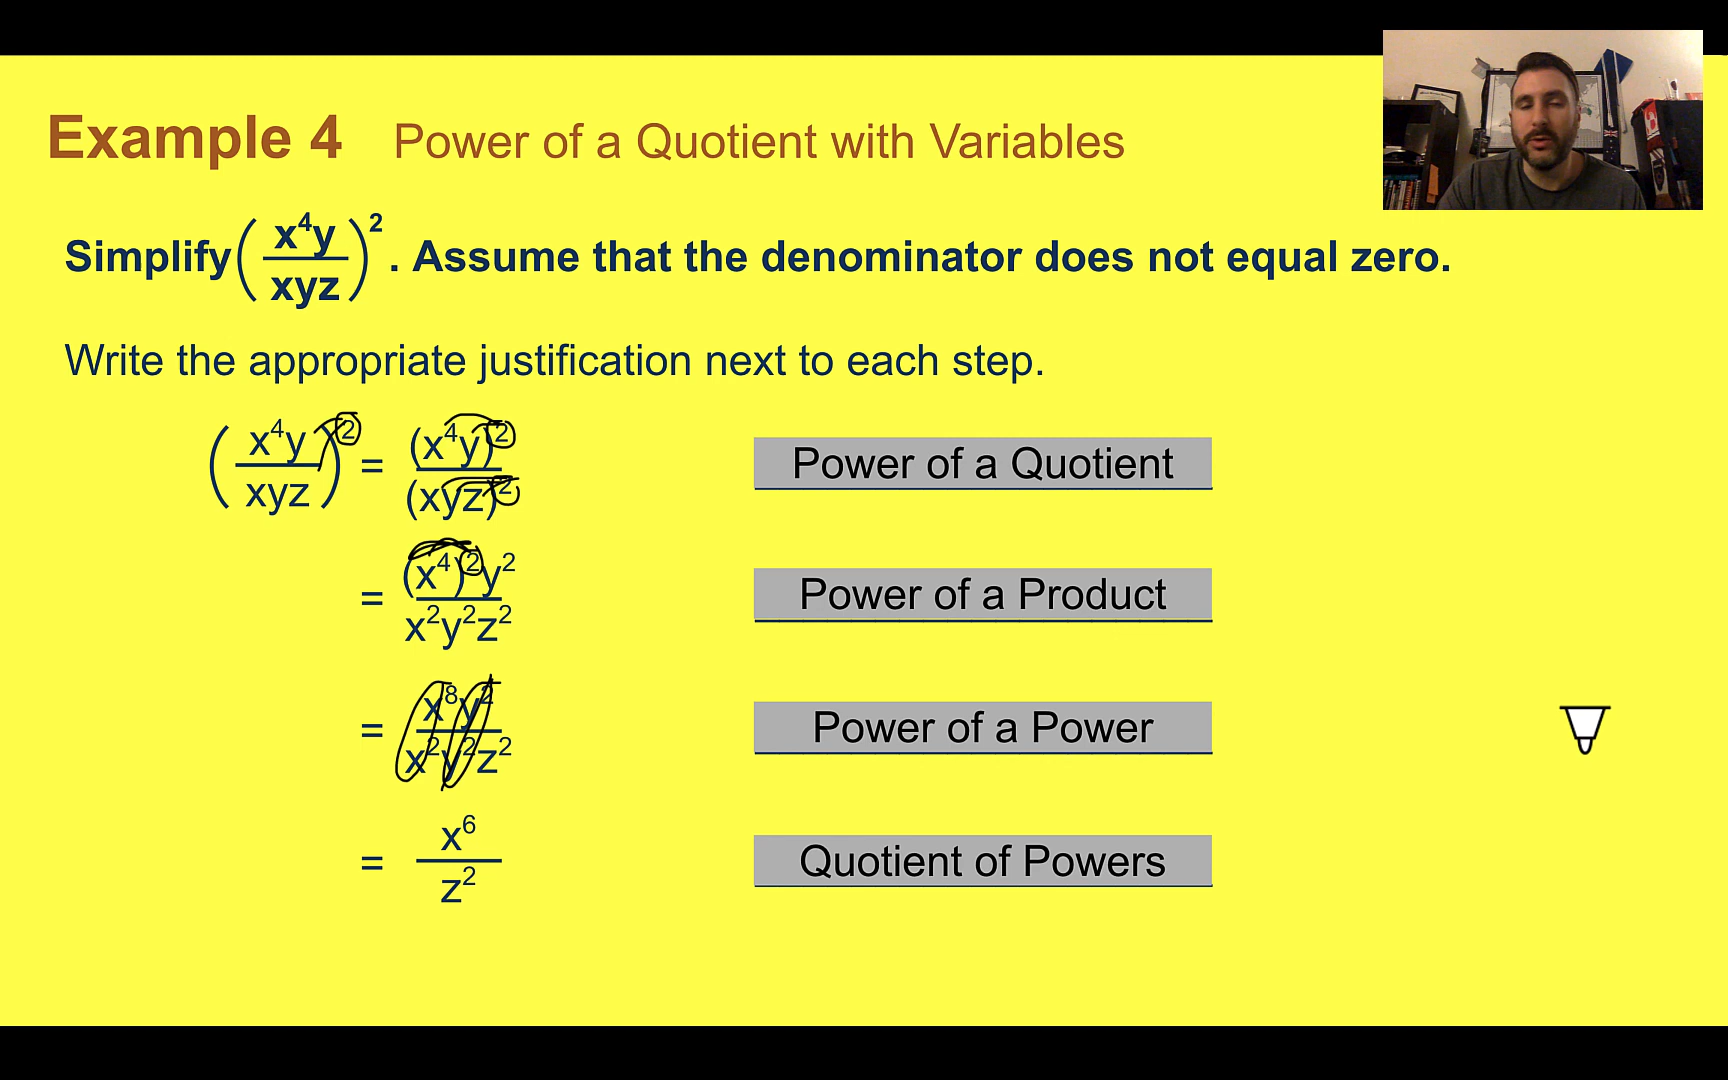 Example 4 Power of a Quotient with Variables
Simplify (x⁴y/xyz)². Assume that the denominator does not equal zero.
Write the appropriate justification next to each step.
(x⁴y/xyz)² = (x⁴y)²/(xyz)² Power of a Quotient
= (x⁴)²y²/x²y²z² Power of a Product
= x⁸y²/x²y²z² Power of a Power
= x⁶/z² Quotient of Powers